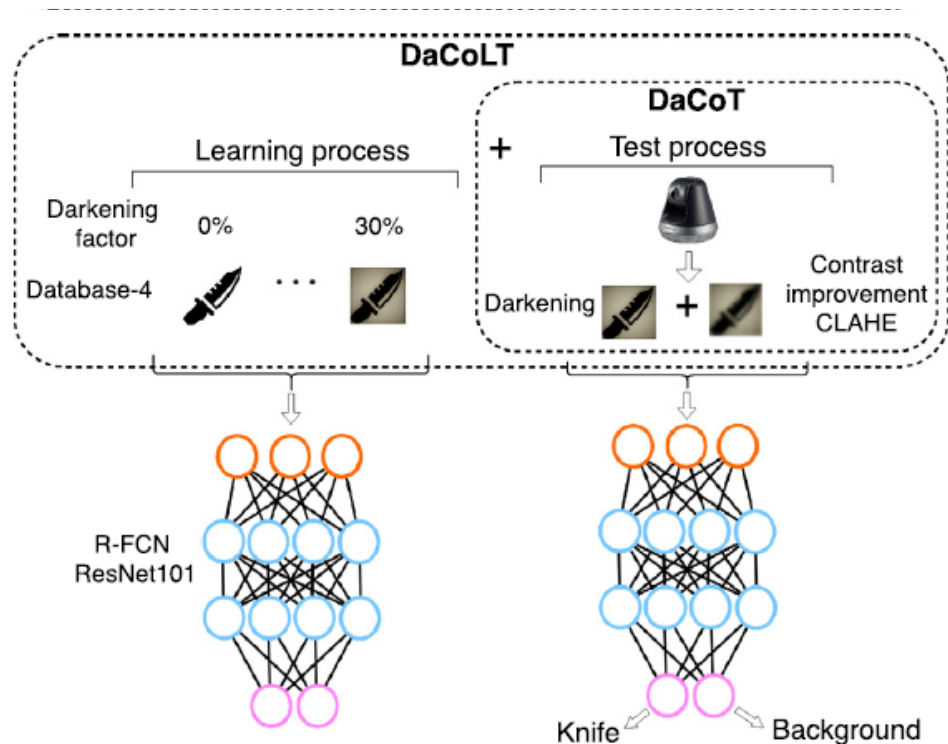 DaCoLT
DaCoT
Learning process
+
Test process
Darkening
factor
0%
30%
Database-4
...
Darkening
+
Contrast
improvement
CLAHE
R-FCN
ResNet101
Knife
Background